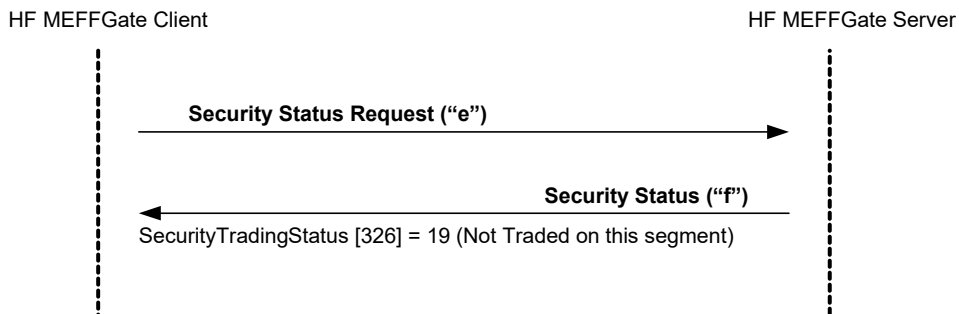 HF MEFFGate Client
HF MEFFGate Server
Security Status Request (“e”)
Security Status (“f”)
SecurityTradingStatus [326] = 19 (Not Traded on this segment)